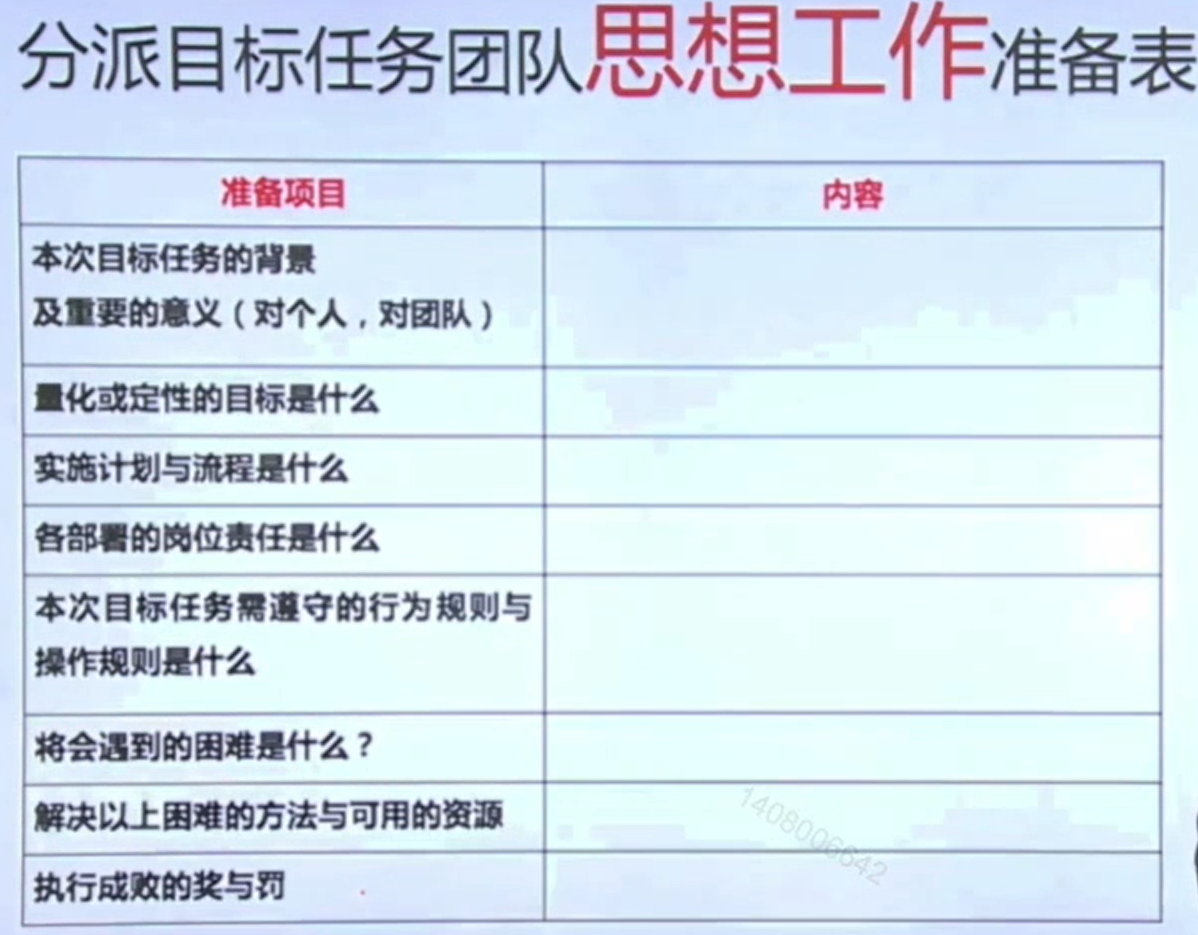 分派目标任务团队思想工作准备表
准备项目 内容
本次目标任务的背景
及重要的意义（对个人，对团队）
量化或定性的目标是什么
实施计划与流程是什么
各部署的岗位责任是什么
本次目标任务需遵守的行为规则与
操作规则是什么
将会遇到的困难是什么？
解决以上困难的方法与可用的资源
1408006642
执行成败的奖与罚